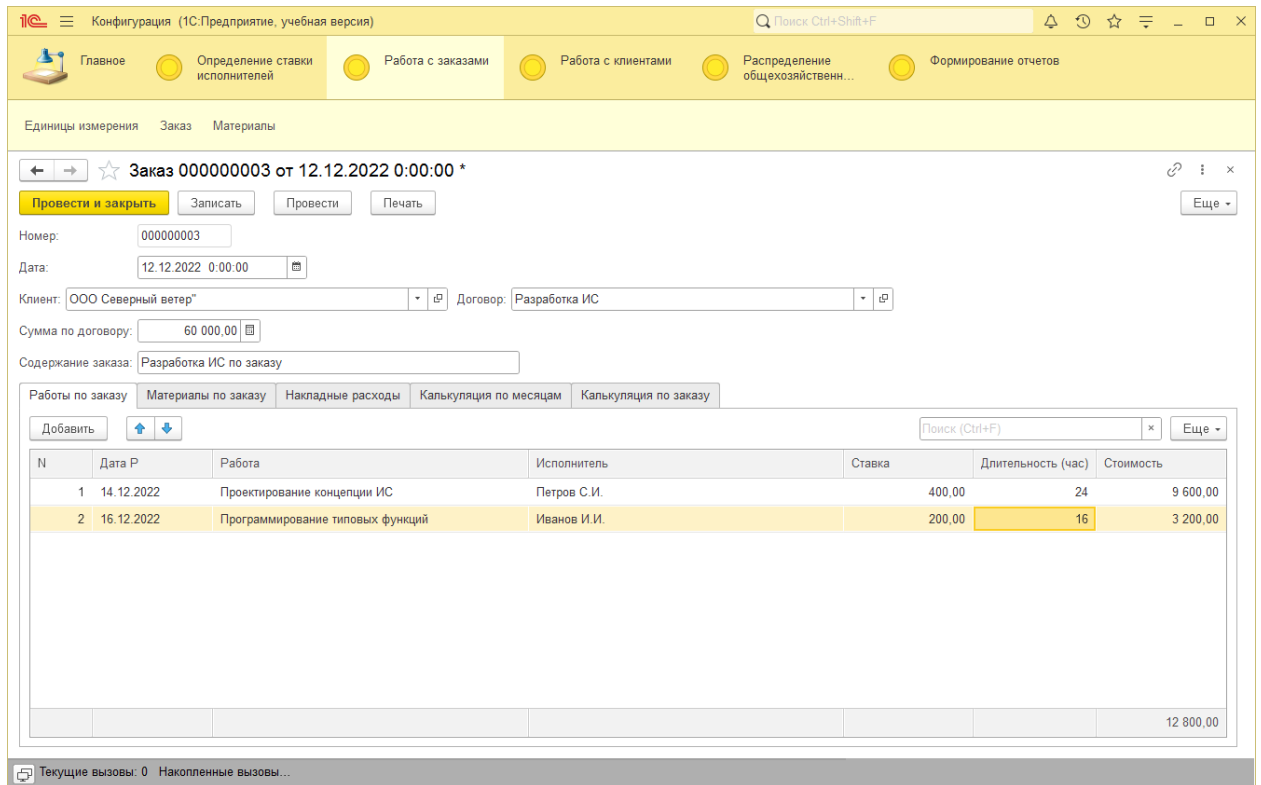 1С Конфигурация (1С:Предприятие, учебная версия) Поиск Ctrl+Shift+F
Главное Определение ставки исполнителей Работа с заказами Работа с клиентами Распределение общехозяйственн... Формирование отчетов
Единицы измерения Заказ Материалы
Заказ 000000003 от 12.12.2022 0:00:00 *
Провести и закрыть Записать Провести Печать Еще
Номер: 000000003
Дата: 12.12.2022 0:00:00
Клиент: ООО Северный ветер" Договор: Разработка ИС
Сумма по договору: 60 000,00
Содержание заказа: Разработка ИС по заказу
Работы по заказу Материалы по заказу Накладные расходы Калькуляция по месяцам Калькуляция по заказу
Добавить Поиск (Ctrl+F) × Еще
N Дата Р Работа Исполнитель Ставка Длительность (час) Стоимость
1 14.12.2022 Проектирование концепции ИС Петров С.И. 400,00 24 9 600,00
2 16.12.2022 Программирование типовых функций Иванов И.И. 200,00 16 3 200,00
12 800,00
Текущие вызовы: 0 Накопленные вызовы...